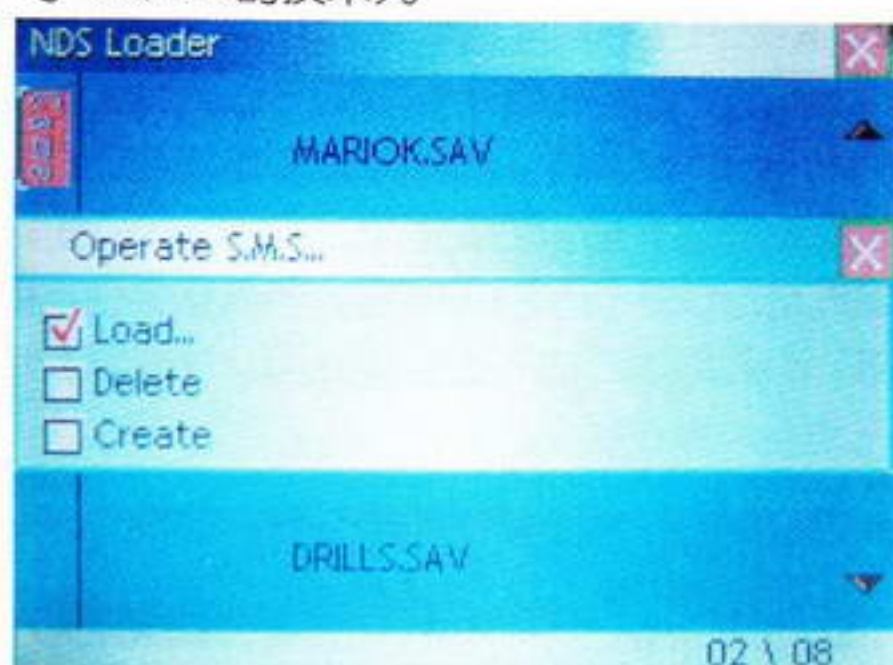 NDS Loader
MARIOK.SAV
Operate S.M.S...
Load...
Delete
Create
DRILLS.SAV
02 \ 08